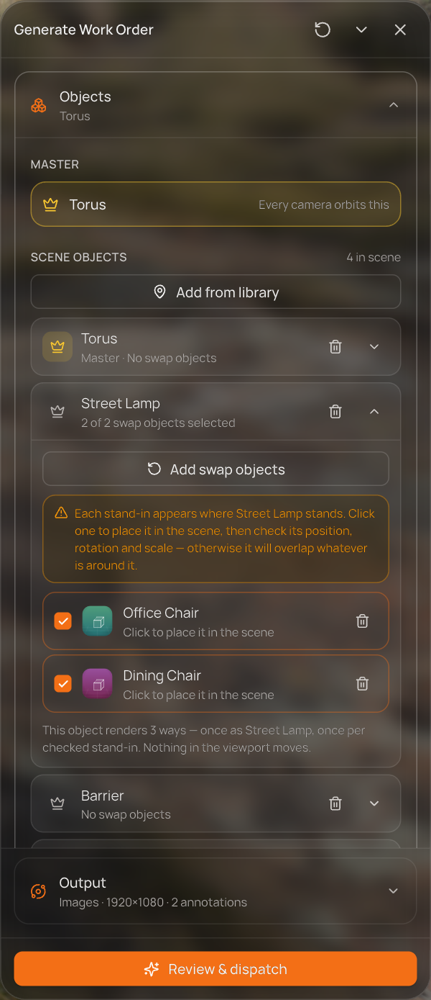 Generate Work Order
Objects
Torus
MASTER
Torus
Every camera orbits this
SCENE OBJECTS
4 in scene
Add from library
Torus
Master · No swap objects
Street Lamp
2 of 2 swap objects selected
Add swap objects
Each stand-in appears where Street Lamp stands. Click
one to place it in the scene, then check its position,
rotation and scale — otherwise it will overlap whatever
is around it.
Office Chair
Click to place it in the scene
Dining Chair
Click to place it in the scene
This object renders 3 ways — once as Street Lamp, once per
checked stand-in. Nothing in the viewport moves.
Barrier
No swap objects
Output
Images · 1920×1080 · 2 annotations
Review & dispatch